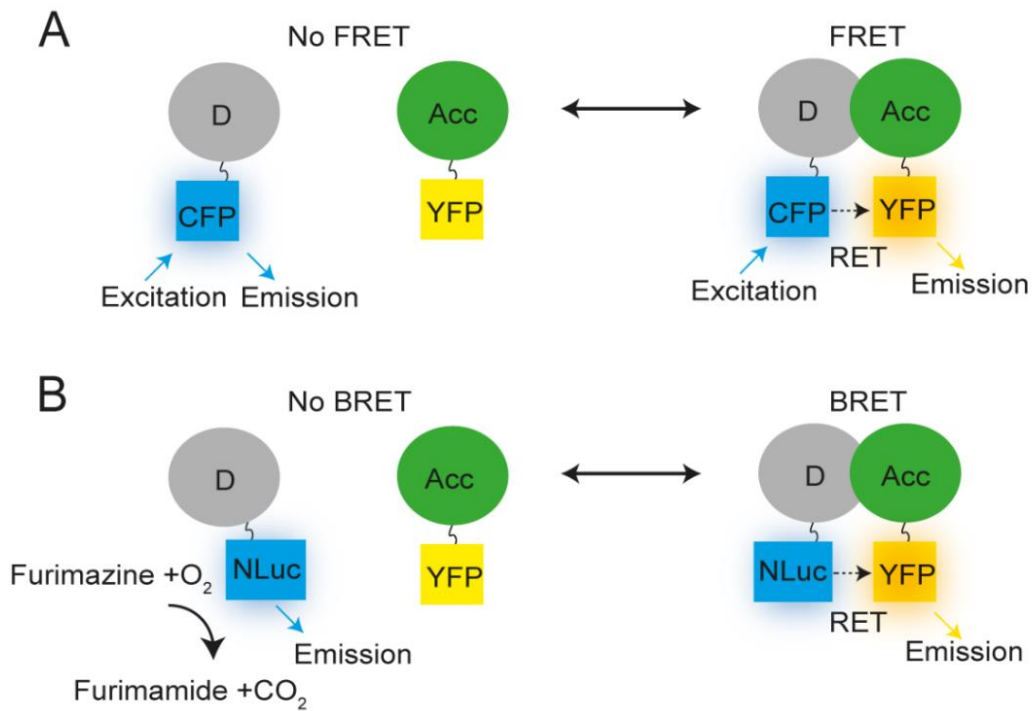 A
No FRET
FRET
D
Acc
D
Acc
CFP
YFP
CFP
YFP
RET
Excitation
Emission
Excitation
Emission
B
No BRET
BRET
D
Acc
D
Acc
Furimazine +O₂
NLuc
YFP
NLuc
YFP
RET
Emission
Emission
Furimamide +CO₂